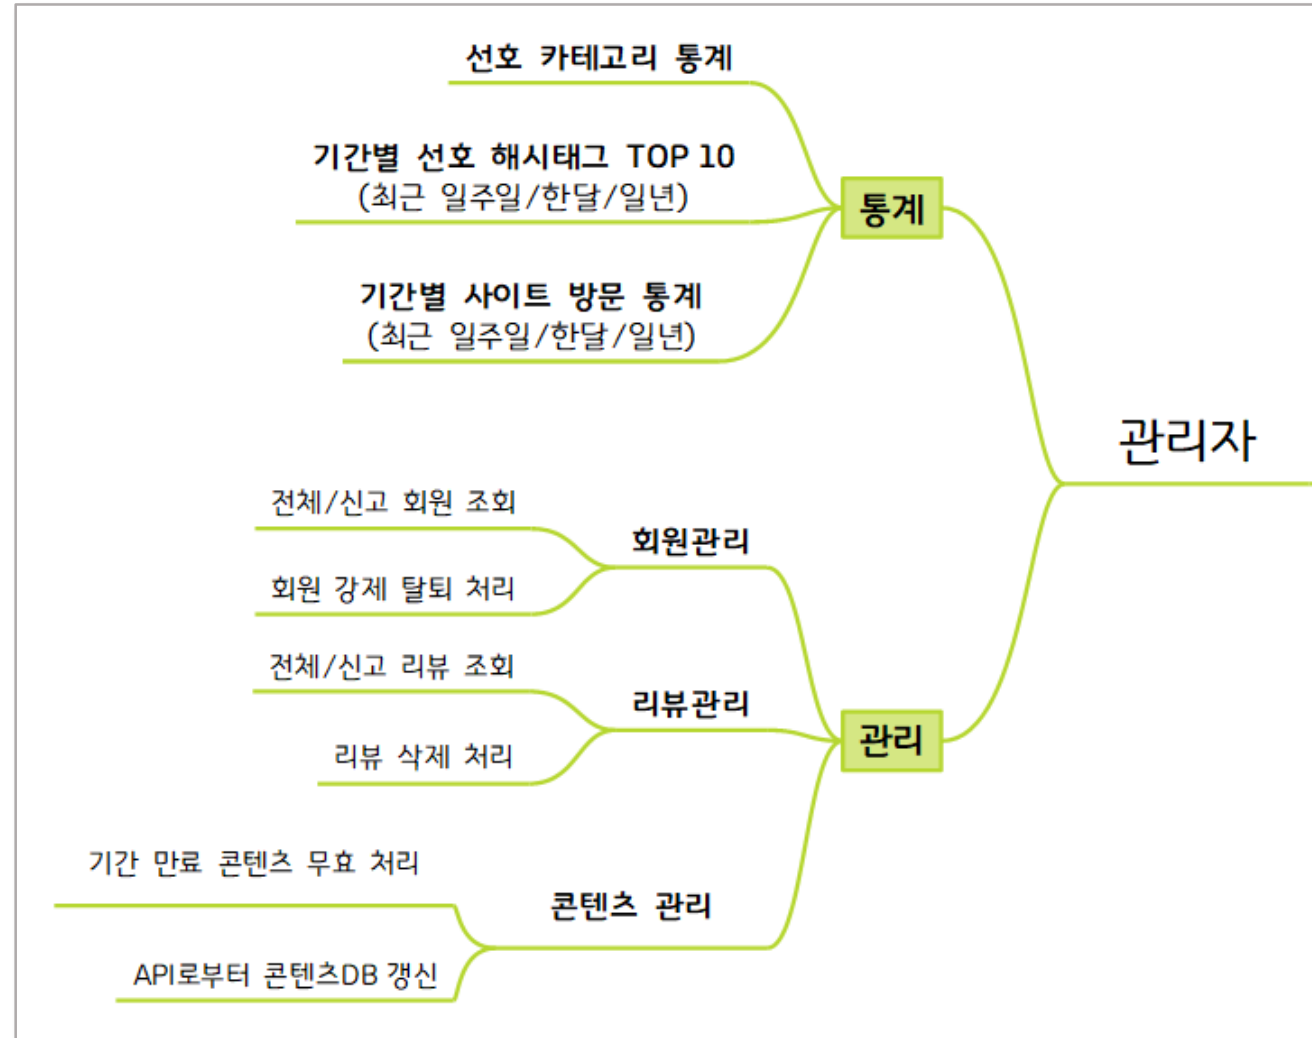 선호 카테고리 통계
기간별 선호 해시태그 TOP 10
(최근 일주일/한달/일년)
통계
기간별 사이트 방문 통계
(최근 일주일/한달/일년)
관리자
전체/신고 회원 조회
회원관리
회원 강제 탈퇴 처리
전체/신고 리뷰 조회
리뷰관리
리뷰 삭제 처리
관리
기간 만료 콘텐츠 무효 처리
콘텐츠 관리
API로부터 콘텐츠DB 갱신